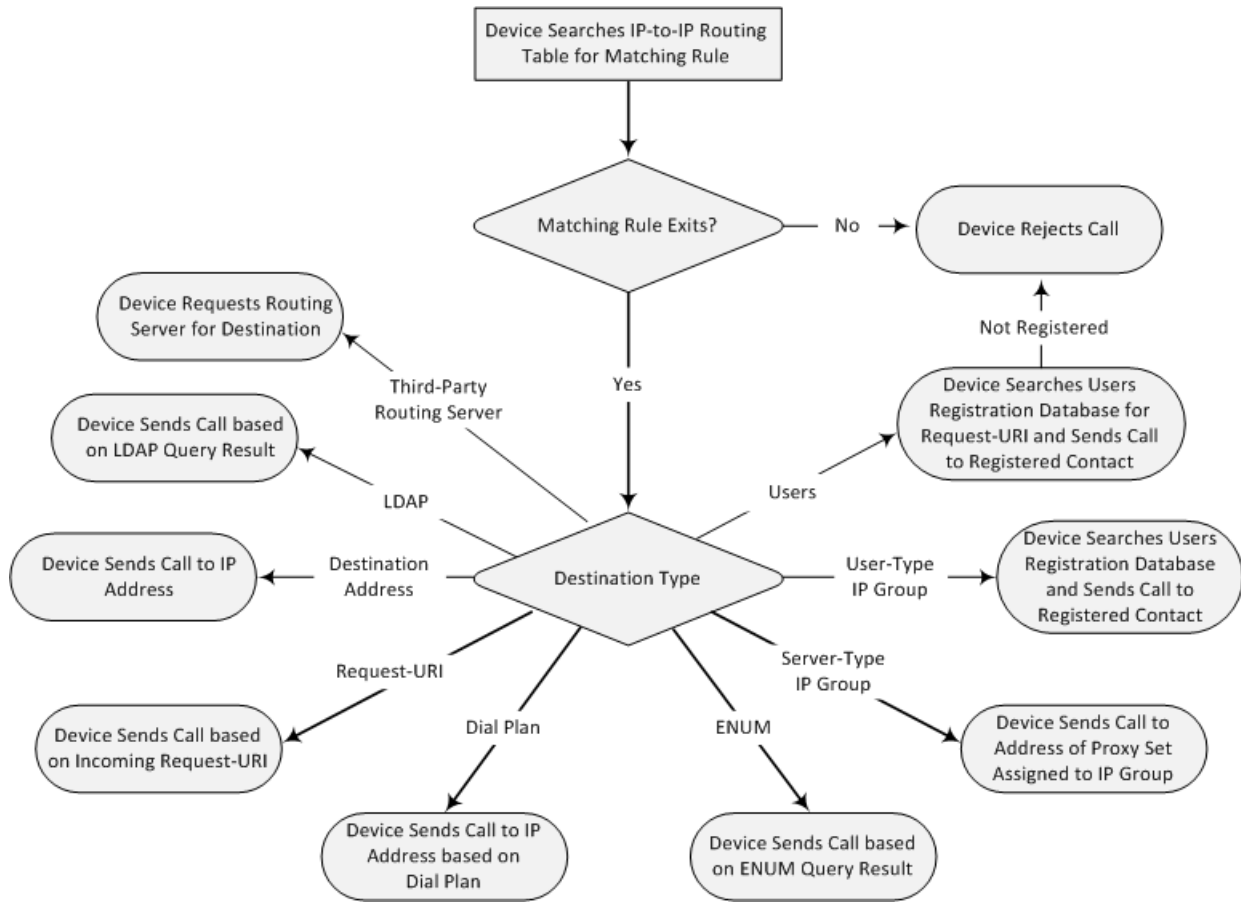 Device Searches IP-to-IP Routing
Table for Matching Rule
Matching Rule Exits?
No
Device Rejects Call
Device Requests Routing
Server for Destination
Not Registered
Third-Party
Routing Server
Yes
Device Searches Users
Registration Database for
Request-URI and Sends Call
to Registered Contact
Device Sends Call based
on LDAP Query Result
LDAP
Users
Device Sends Call to IP
Address
Destination
Address
Destination Type
User-Type
IP Group
Device Searches Users
Registration Database
and Sends Call to
Registered Contact
Request-URI
Server-Type
IP Group
Device Sends Call based
on Incoming Request-URI
Dial Plan
ENUM
Device Sends Call to
Address of Proxy Set
Assigned to IP Group
Device Sends Call to IP
Address based on
Dial Plan
Device Sends Call based
on ENUM Query Result